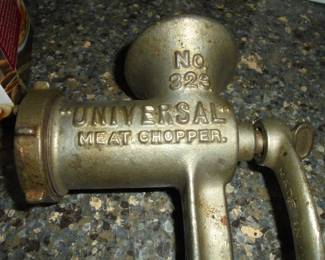 No
323
"UNIVERSAL"
MEAT CHOPPER.